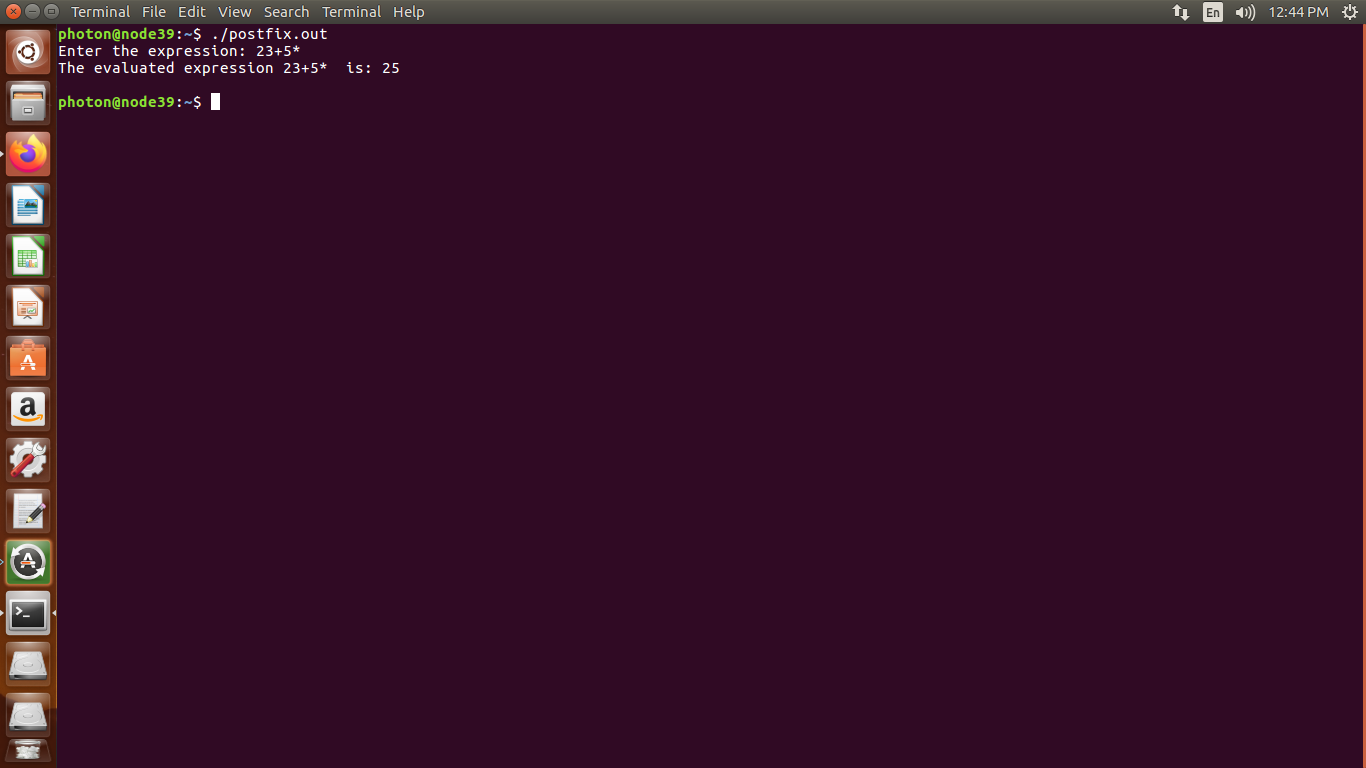 Terminal File Edit View Search Terminal Help En 12:44 PM
photon@node39:~$ ./postfix.out
Enter the expression: 23+5*
The evaluated expression 23+5*  is: 25
photon@node39:~$